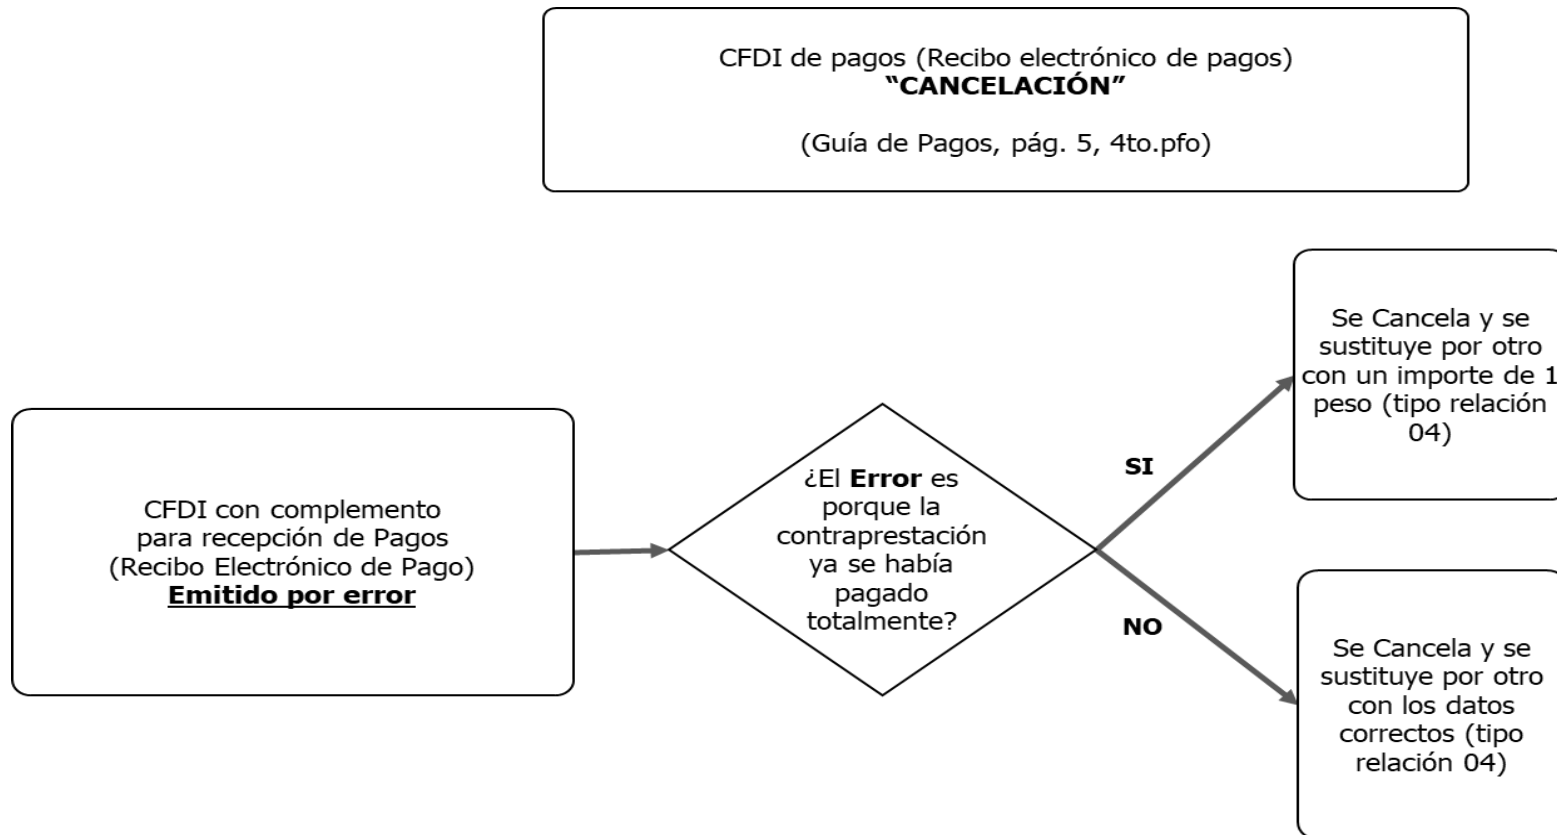 CFDI de pagos (Recibo electrónico de pagos)
“CANCELACIÓN”
(Guía de Pagos, pág. 5, 4to.pfo)
CFDI con complemento
para recepción de Pagos
(Recibo Electrónico de Pago)
Emitido por error
¿El Error es
porque la
contraprestación
ya se había
pagado
totalmente?
SI
Se Cancela y se
sustituye por otro
con un importe de 1
peso (tipo relación
04)
NO
Se Cancela y se
sustituye por otro
con los datos
correctos (tipo
relación 04)